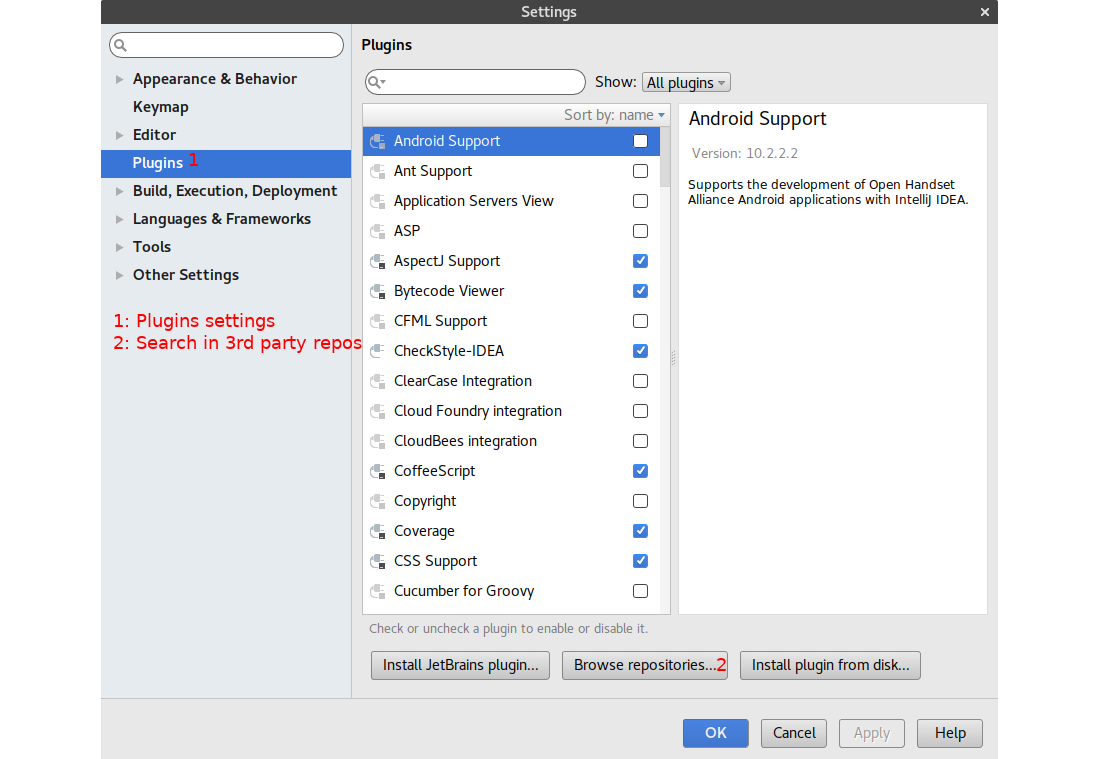 Settings
Appearance & Behavior
Keymap
Editor
Plugins 1
Build, Execution, Deployment
Languages & Frameworks
Tools
Other Settings
1: Plugins settings
2: Search in 3rd party repos
Plugins
Show: All plugins
Sort by: name
Android Support
Ant Support
Application Servers View
ASP
AspectJ Support
Bytecode Viewer
CFML Support
CheckStyle-IDEA
ClearCase Integration
Cloud Foundry integration
CloudBees integration
CoffeeScript
Copyright
Coverage
CSS Support
Cucumber for Groovy
Android Support
Version: 10.2.2.2
Supports the development of Open Handset
Alliance Android applications with IntelliJ IDEA.
Check or uncheck a plugin to enable or disable it.
Install JetBrains plugin... Browse repositories...2 Install plugin from disk...
OK Cancel Apply Help